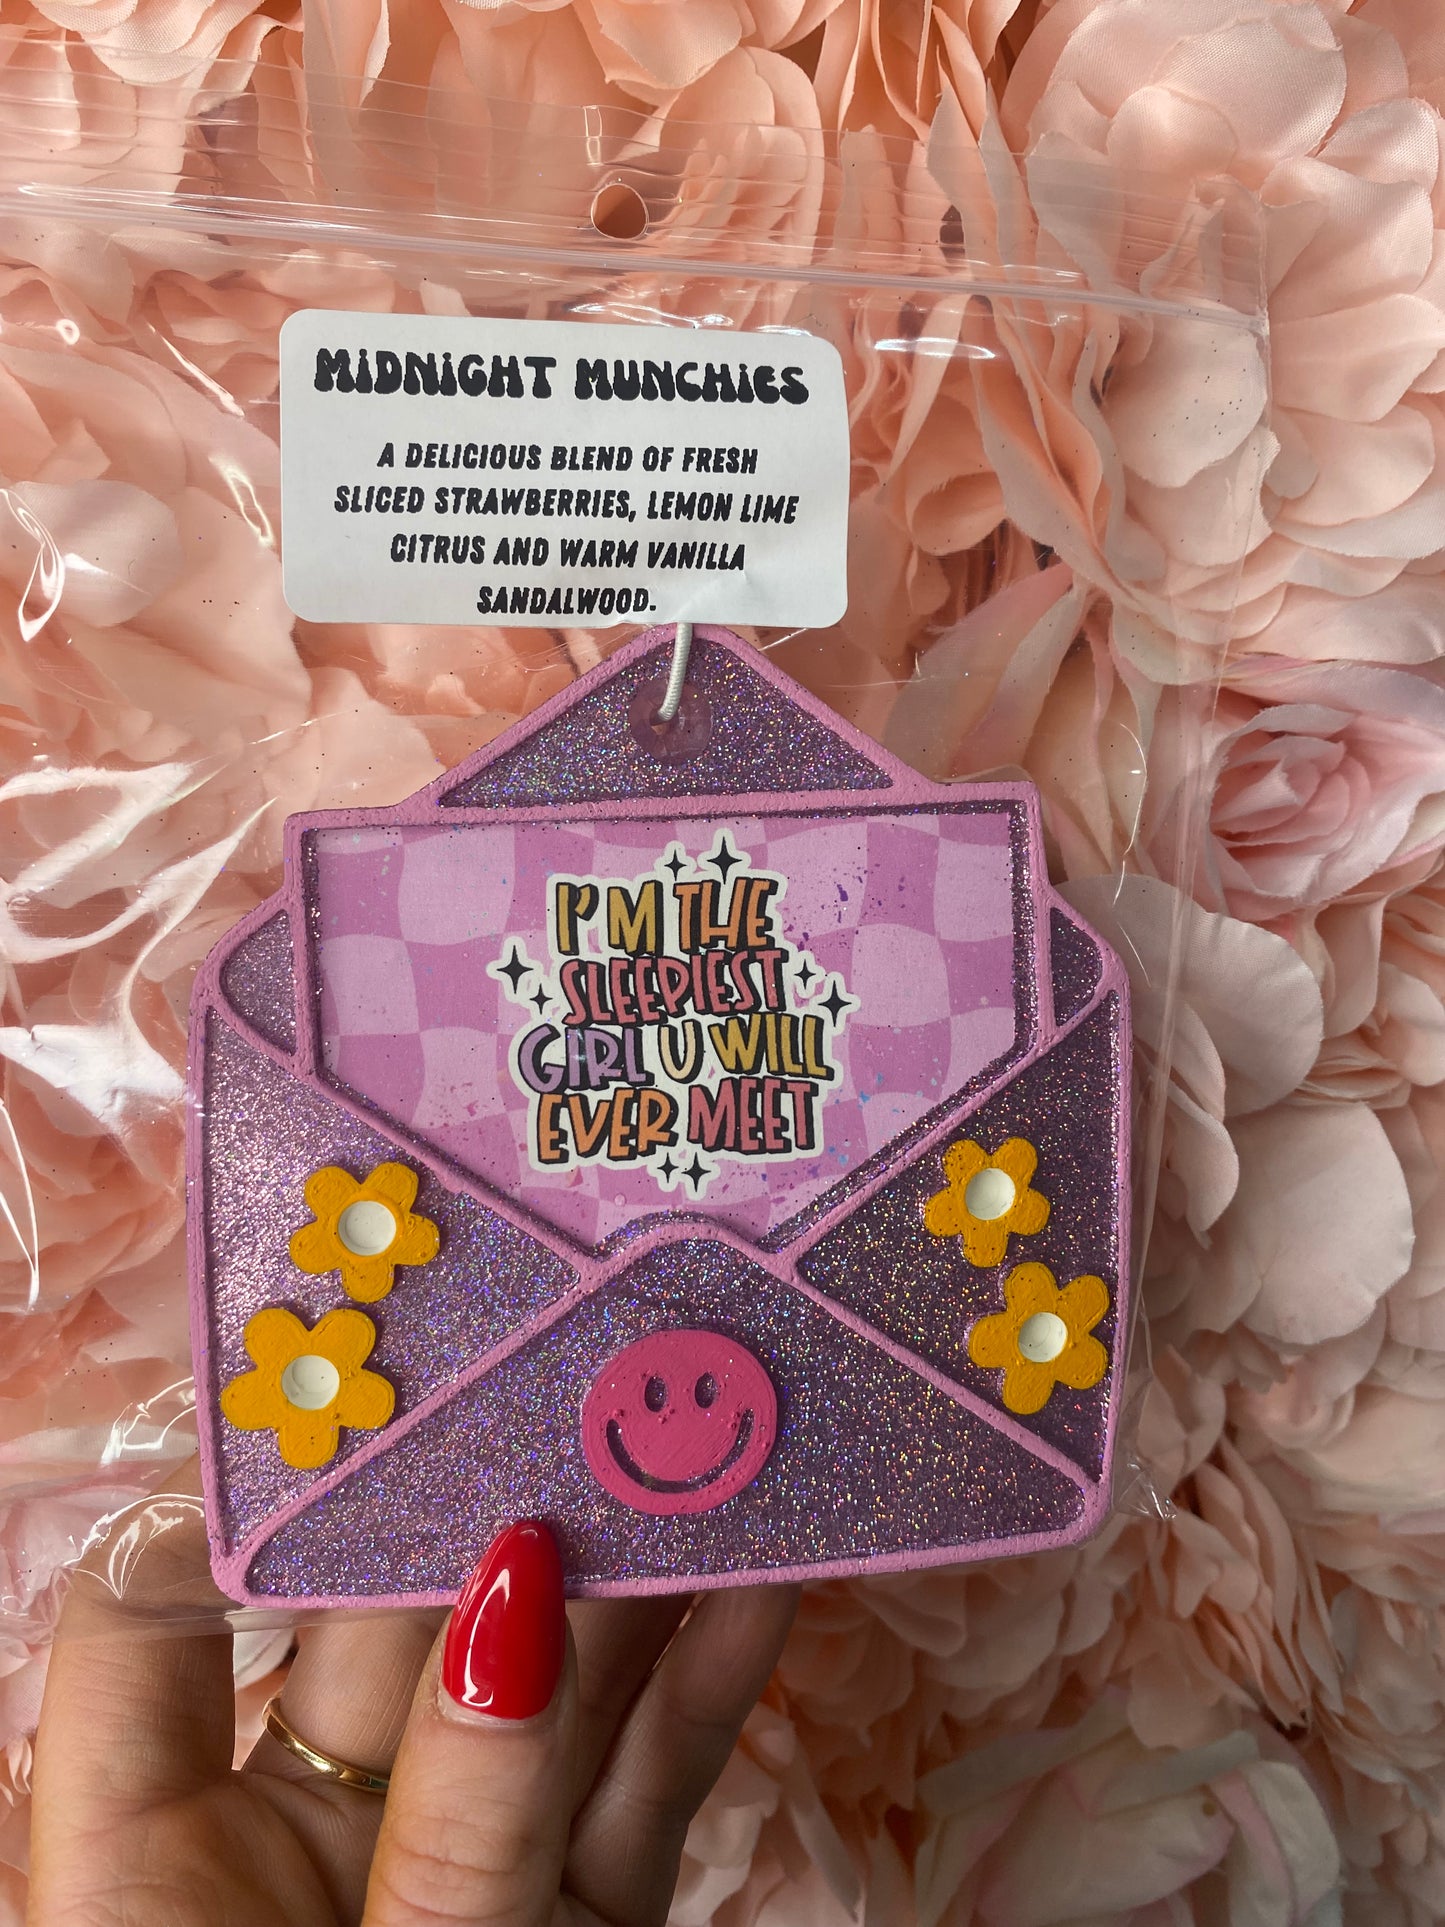 MIDNIGHT MUNCHIES
A DELICIOUS BLEND OF FRESH
SLICED STRAWBERRIES, LEMON LIME
CITRUS AND WARM VANILLA
SANDALWOOD.
I'M THE
SLEEPIEST
GIRL U WILL
EVER MEET